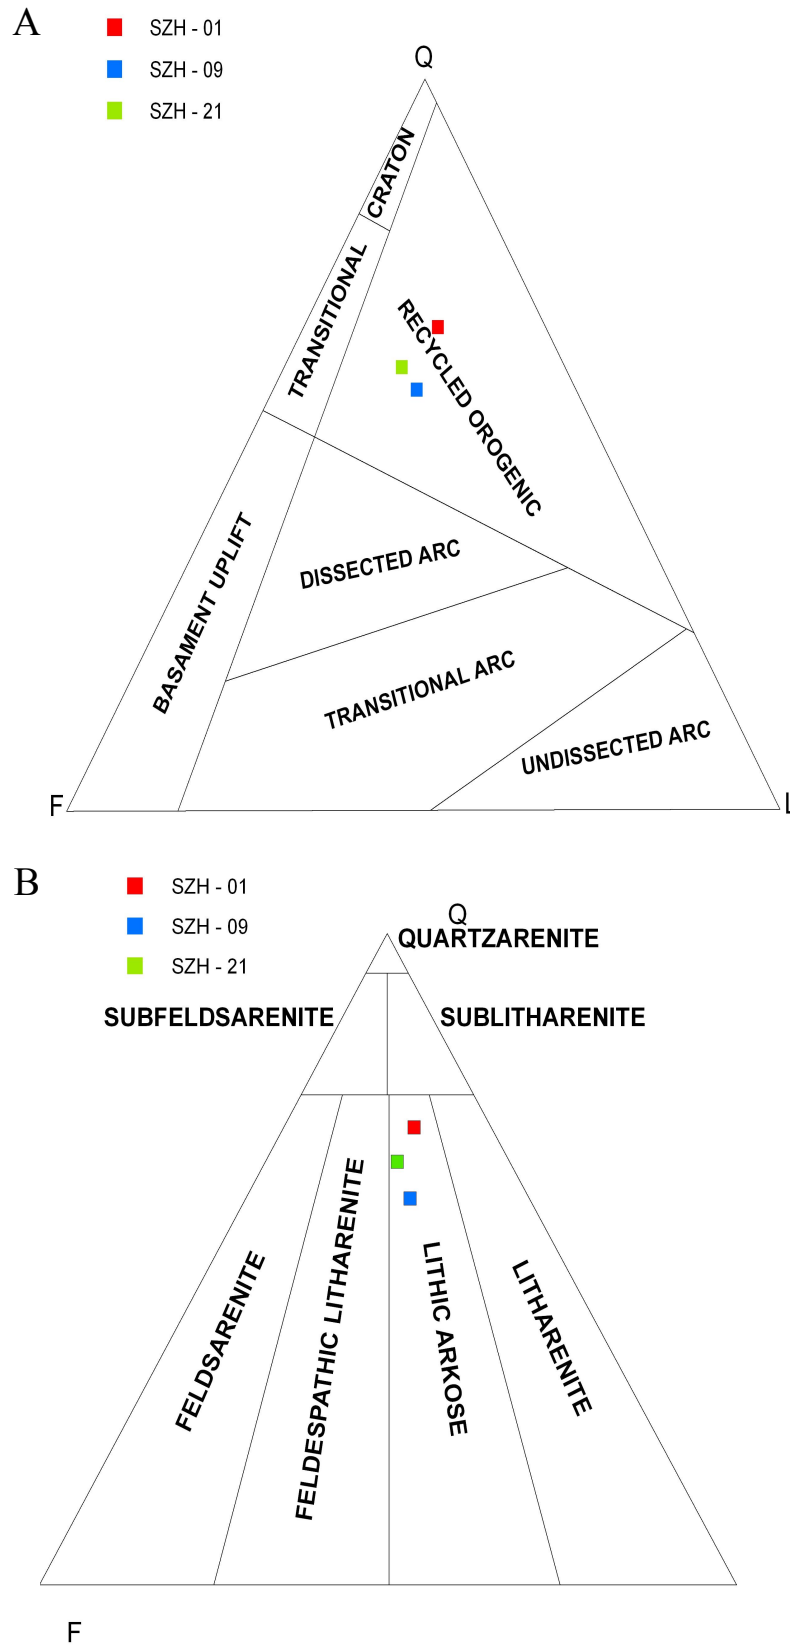 A
SZH - 01
SZH - 09
SZH - 21
Q
CRATON
TRANSITIONAL
RECYCLED OROGENIC
BASAMENT UPLIFT
DISSECTED ARC
TRANSITIONAL ARC
UNDISSECTED ARC
F
L
B
SZH - 01
SZH - 09
SZH - 21
Q
QUARTZARENITE
SUBFELDSARENITE
SUBLITHARENITE
FELDSARENITE
FELDESPATHIC LITHARENITE
LITHIC ARKOSE
LITHARENITE
F